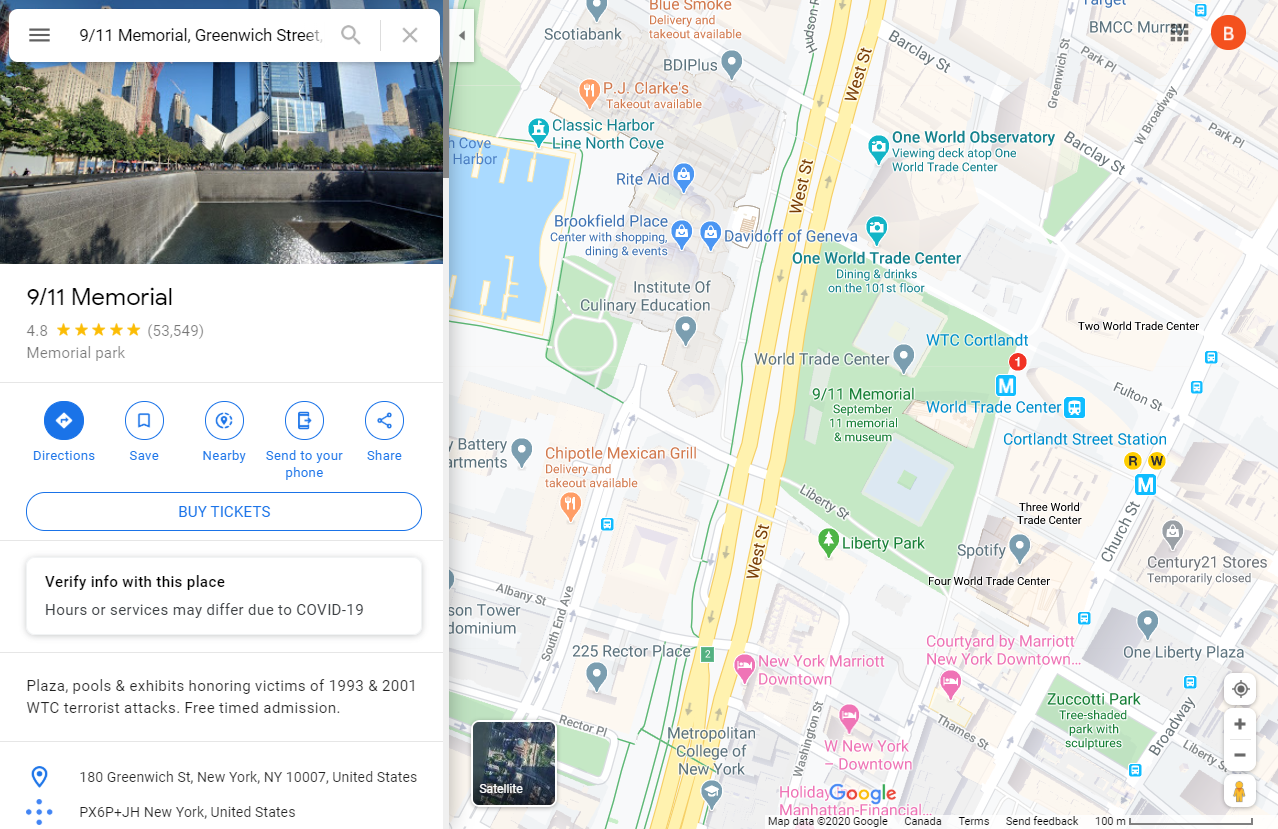 9/11 Memorial, Greenwich Street,
9/11 Memorial
4.8 (53,549)
Memorial park
Directions
Save
Nearby
Send to your
phone
Share
BUY TICKETS
Verify info with this place
Hours or services may differ due to COVID-19
Plaza, pools & exhibits honoring victims of 1993 & 2001
WTC terrorist attacks. Free timed admission.
180 Greenwich St, New York, NY 10007, United States
PX6P+JH New York, United States
Scotiabank
Blue Smoke
Delivery and
takeout available
BDIPlus
P.J. Clarke's
Takeout available
Classic Harbor
Line North Cove
h Cove
Harbor
Rite Aid
Brookfield Place
Center with shopping,
dining & events
Davidoff of Geneva
Institute Of
Culinary Education
West St
West St
West St
Barclay St
Barclay St
Target
BMCC Murr
B
Park Pl
Park Pl
Greenwich St
W Broadway
One World Observatory
Viewing deck atop One
World Trade Center
One World Trade Center
Dining & drinks
on the 101st floor
Two World Trade Center
WTC Cortlandt
1
M
World Trade Center
World Trade Center
Fulton St
9/11 Memorial
September
11 memorial
& museum
Cortlandt Street Station
R W
M
Three World
Trade Center
Church St
Century21 Stores
Temporarily closed
Spotify
Four World Trade Center
Liberty St
Liberty Park
y Battery
artments
Chipotle Mexican Grill
Delivery and
takeout available
Albany St
South End Ave
son Tower
dominium
225 Rector Place
2
New York Marriott
Downtown
Courtyard by Marriott
New York Downtown...
One Liberty Plaza
Zuccotti Park
Tree-shaded
park with
sculptures
Broadway
Liberty St
Thames St
Washington St
W New York
– Downtown
Metropolitan
College of
New York
Rector Pl
Holiday
Manhattan-Financial...
Satellite
Google
Map data ©2020 Google
Canada
Terms
Send feedback
100 m